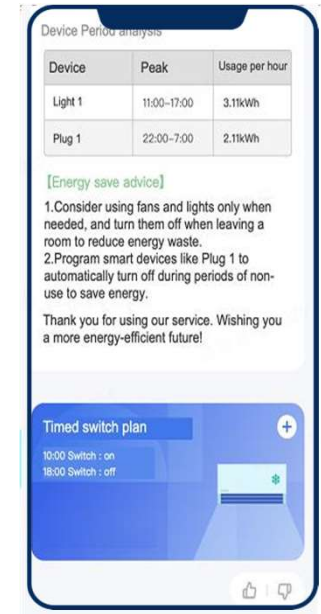 Device Period analysis
Device Peak Usage per hour
Light 1 11:00–17:00 3.11kWh
Plug 1 22:00–7:00 2.11kWh
【Energy save advice】
1.Consider using fans and lights only when
needed, and turn them off when leaving a
room to reduce energy waste.
2.Program smart devices like Plug 1 to
automatically turn off during periods of non-
use to save energy.
Thank you for using our service. Wishing you
a more energy-efficient future!
Timed switch plan
10:00 Switch : on
18:00 Switch : off